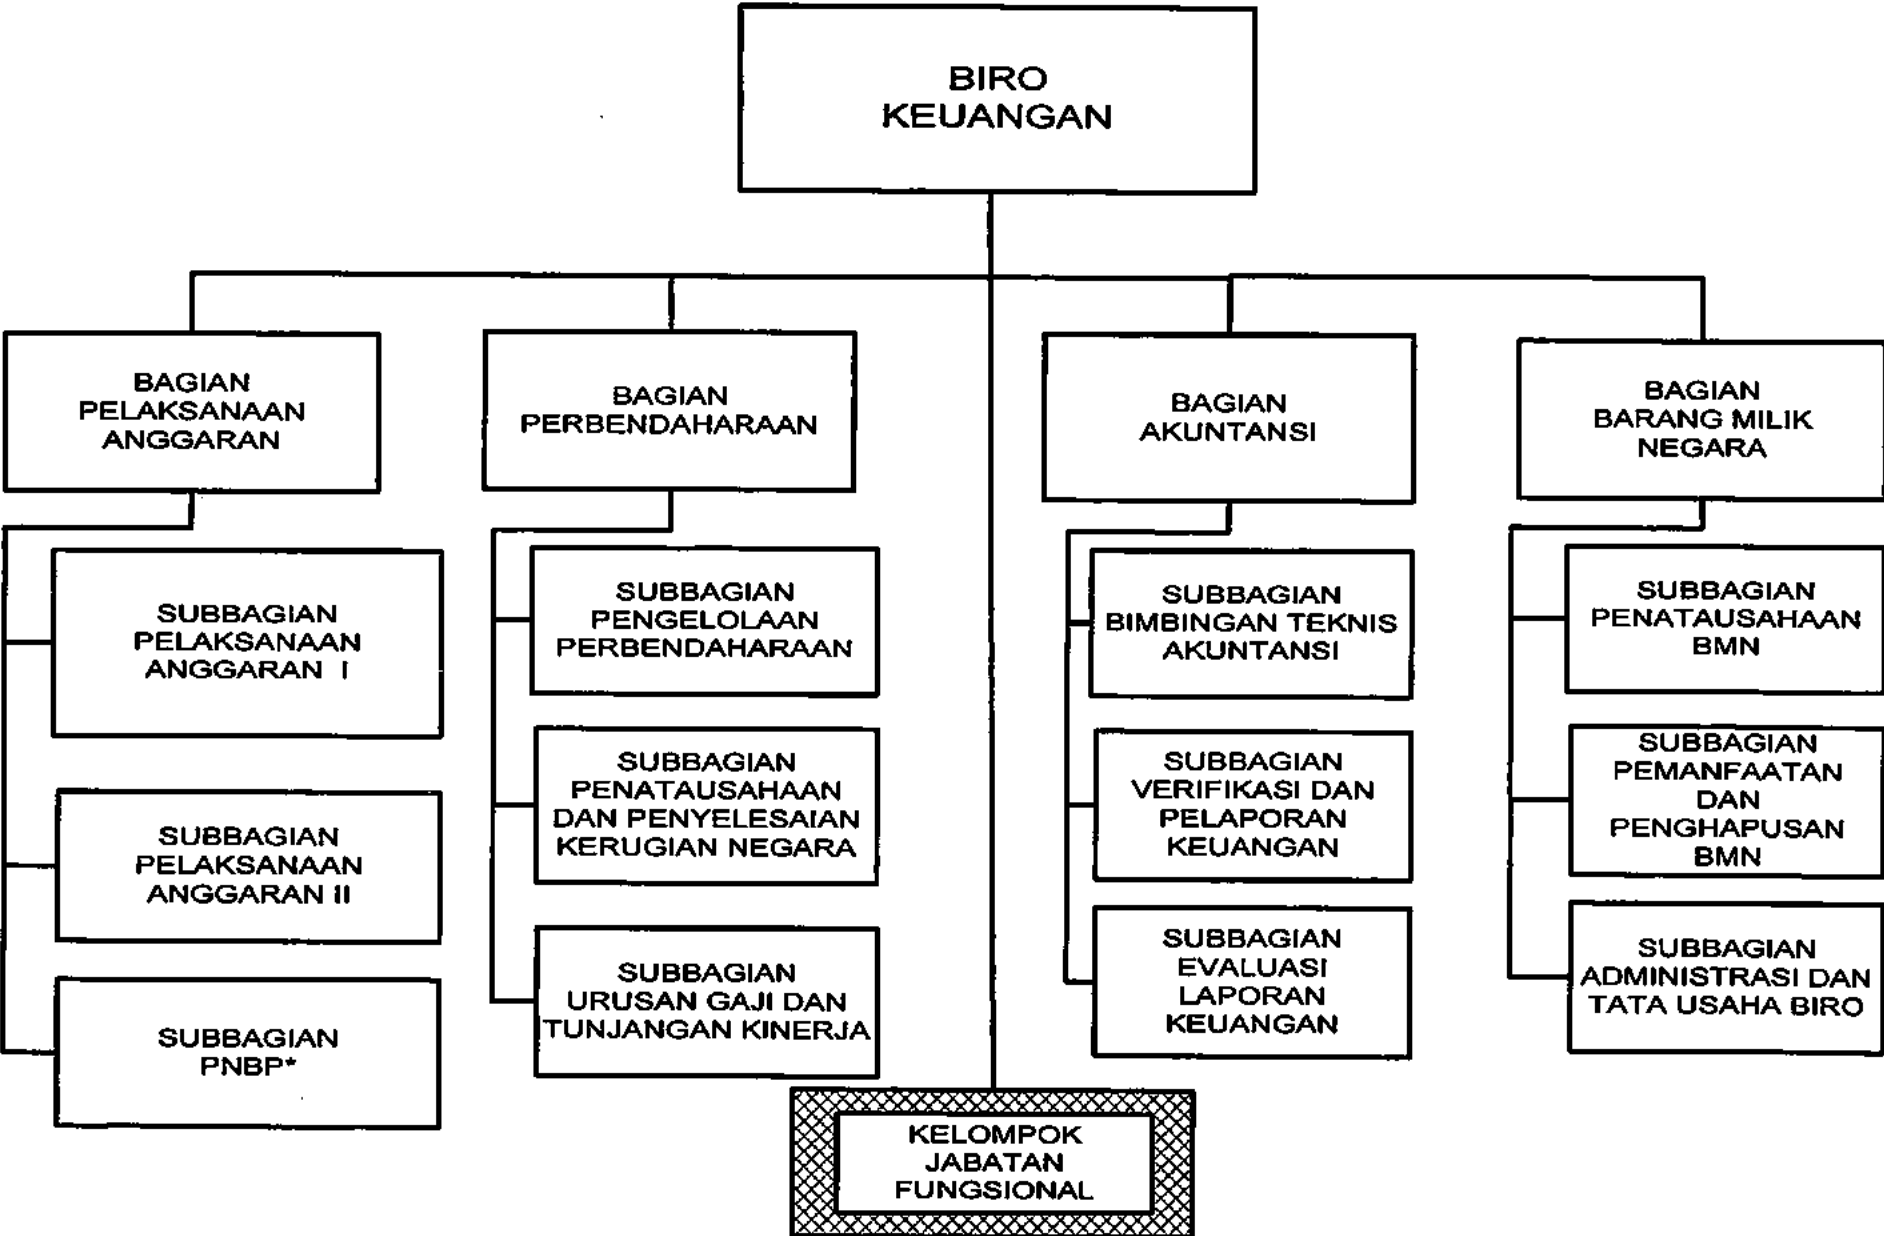 BIRO
KEUANGAN
BAGIAN
PELAKSANAAN
ANGGARAN
BAGIAN
PERBENDAHARAAN
BAGIAN
AKUNTANSI
BAGIAN
BARANG MILIK
NEGARA
SUBBAGIAN
PELAKSANAAN
ANGGARAN I
SUBBAGIAN
PELAKSANAAN
ANGGARAN II
SUBBAGIAN
PNBP*
SUBBAGIAN
PENGELOLAAN
PERBENDAHARAAN
SUBBAGIAN
PENATAUSAHAAN
DAN PENYELESAIAN
KERUGIAN NEGARA
SUBBAGIAN
URUSAN GAJI DAN
TUNJANGAN KINERJA
SUBBAGIAN
BIMBINGAN TEKNIS
AKUNTANSI
SUBBAGIAN
VERIFIKASI DAN
PELAPORAN
KEUANGAN
SUBBAGIAN
EVALUASI
LAPORAN
KEUANGAN
SUBBAGIAN
PENATAUSAHAAN
BMN
SUBBAGIAN
PEMANFAATAN
DAN
PENGHAPUSAN
BMN
SUBBAGIAN
ADMINISTRASI DAN
TATA USAHA BIRO
KELOMPOK
JABATAN
FUNGSIONAL